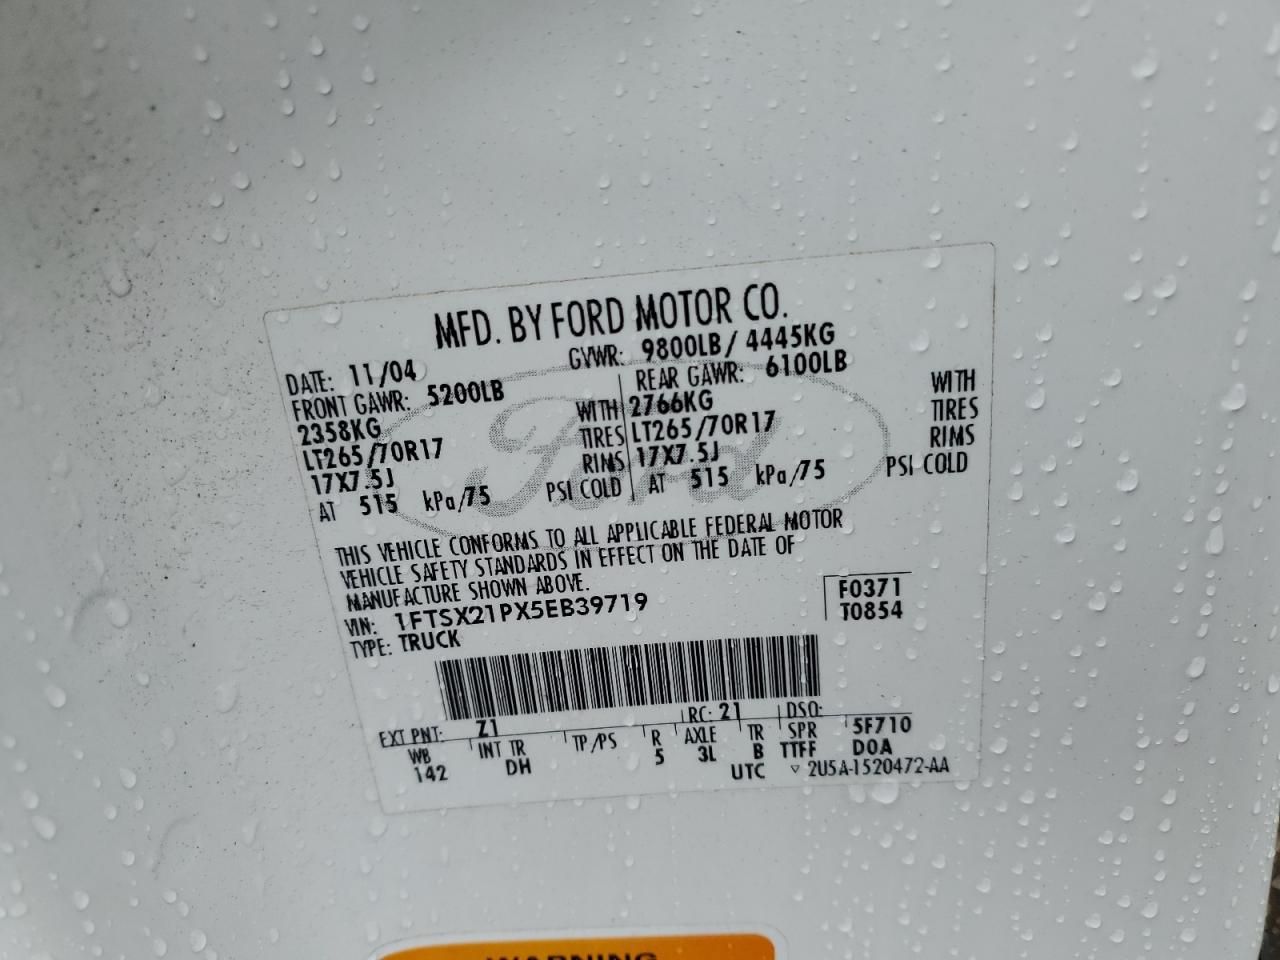 MFD. BY FORD MOTOR CO.
DATE: 11/04 GVWR: 9800LB/ 4445KG
FRONT GAWR: 5200LB REAR GAWR: 6100LB
2358KG WITH 2766KG WITH
LT265/70R17 TIRES LT265/70R17 TIRES
17X7.5J RIMS 17X7.5J RIMS
AT 515 kPa/75 PSI COLD AT 515 kPa/75 PSI COLD
Ford
THIS VEHICLE CONFORMS TO ALL APPLICABLE FEDERAL MOTOR
VEHICLE SAFETY STANDARDS IN EFFECT ON THE DATE OF
MANUFACTURE SHOWN ABOVE.
VIN: 1FTSX21PX5EB39719 F0371
TYPE: TRUCK T0854
EXT PNT: Z1 RC: 21 DSO:
WB INT TR TP/PS R AXLE TR SPR 5F710
142 DH 5 3L B TTFF DOA
UTC ▽ 2U5A-1520472-AA
WARNING